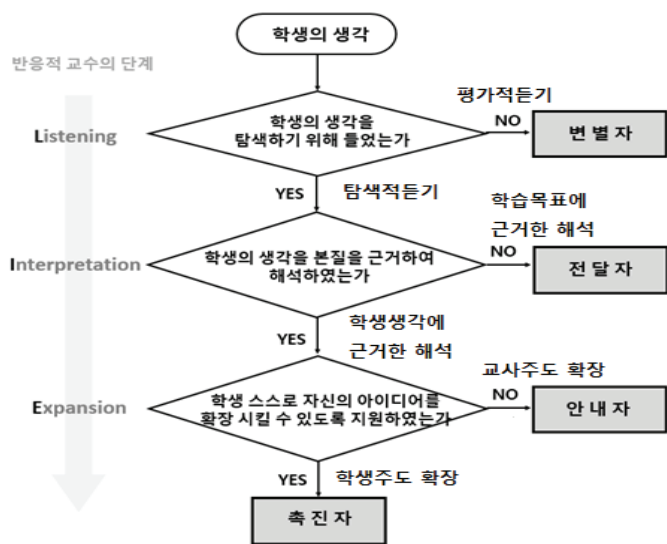 학생의 생각
반응적 교수의 단계
평가적듣기
Listening
학생의 생각을
탐색하기 위해 들었는가
NO
변 별 자
YES
탐색적듣기
학습목표에
근거한 해석
Interpretation
학생의 생각을 본질을 근거하여
해석하였는가
NO
전 달 자
YES
학생생각에
근거한 해석
교사주도 확장
Expansion
학생 스스로 자신의 아이디어를
확장 시킬 수 있도록 지원하였는가
NO
안 내 자
YES
학생주도 확장
촉 진 자